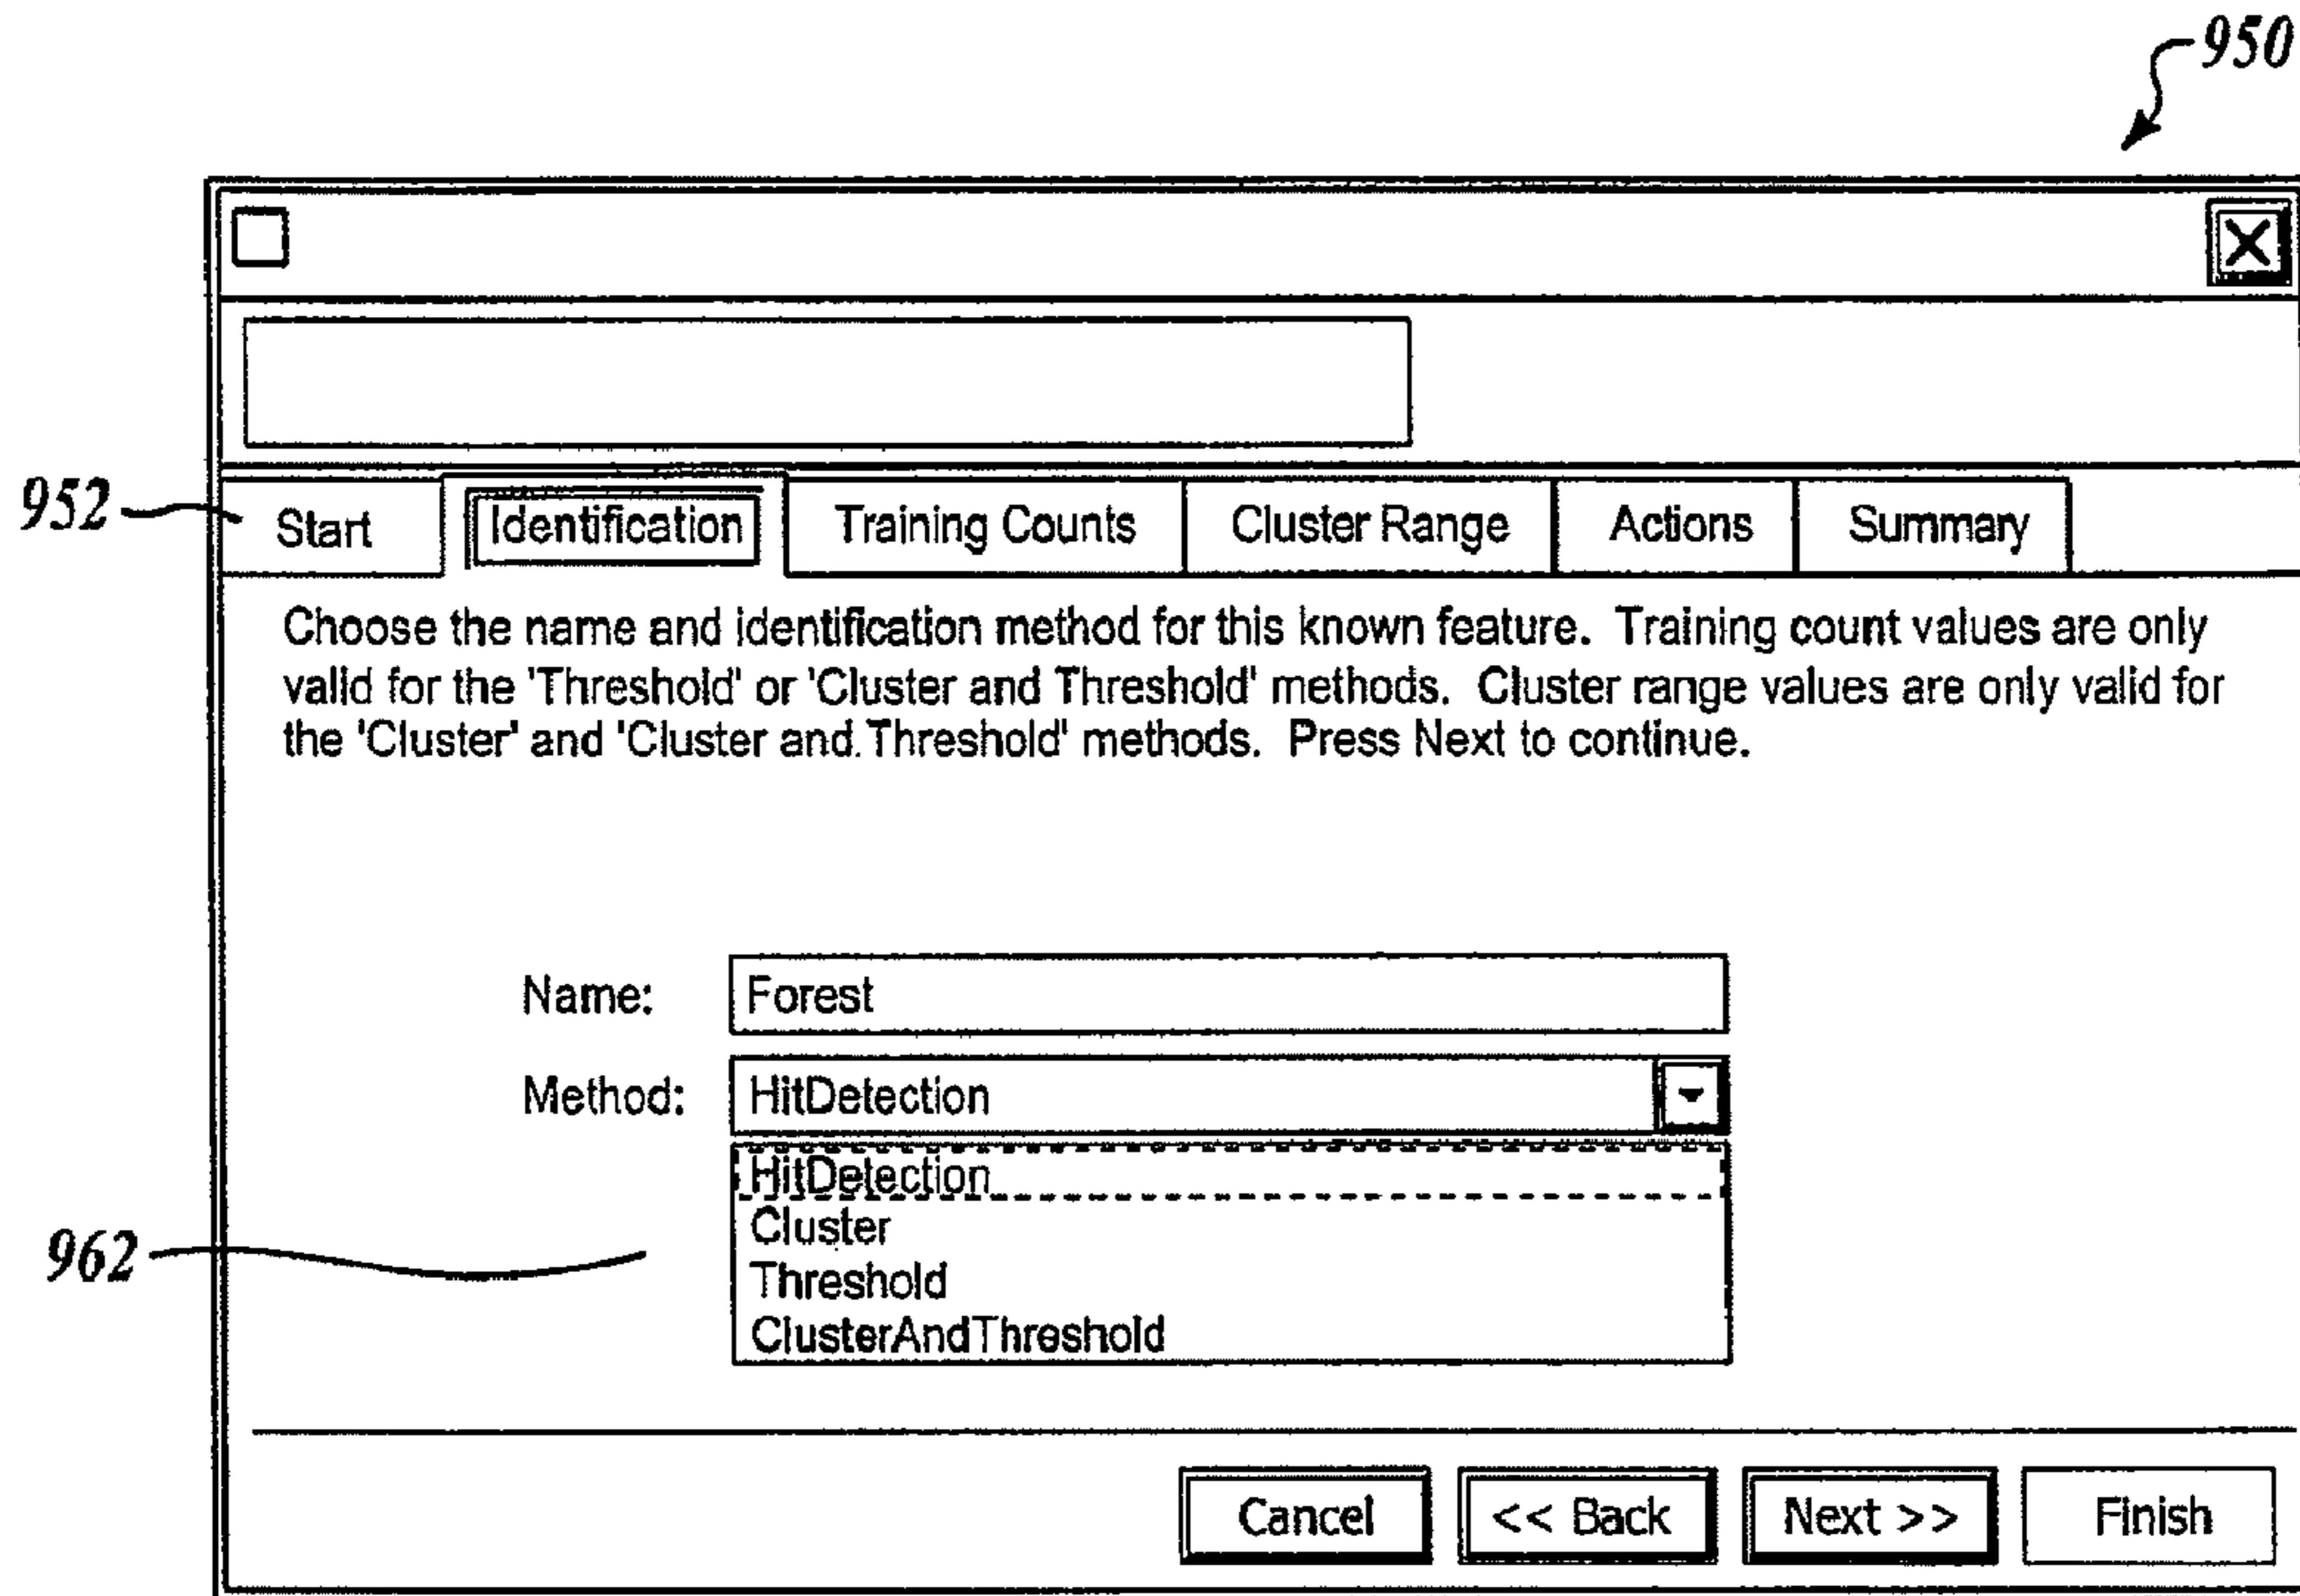 950
952
Start Identification Training Counts Cluster Range Actions Summary
Choose the name and identification method for this known feature. Training count values are only
valid for the 'Threshold' or 'Cluster and Threshold' methods. Cluster range values are only valid for
the 'Cluster' and 'Cluster and.Threshold' methods. Press Next to continue.
Name: Forest
Method: HitDetection
HitDetection
Cluster
962
Threshold
ClusterAndThreshold
Cancel << Back Next >> Finish